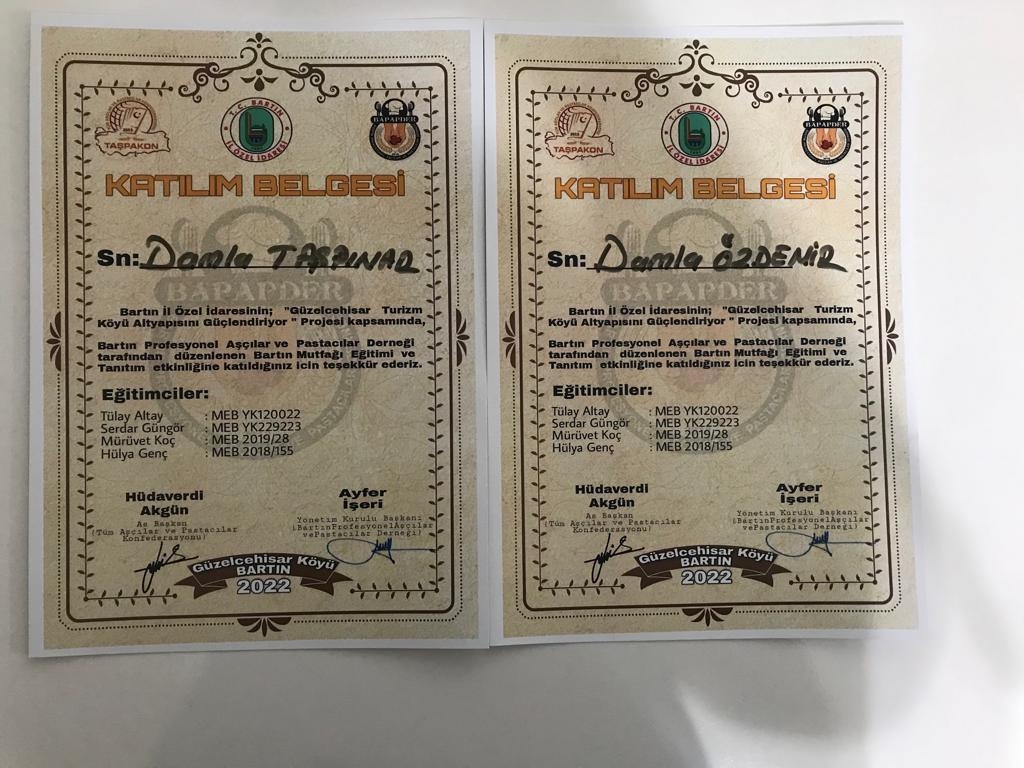 TAŞPAKON
T.C. BARTIN
İL ÖZEL İDARESİ
BAPAPDER
KATILIM BELGESİ
Sn: Damla TAŞPINAR
BAPAPDER
Bartın İl Özel İdaresinin; "Güzelcehisar Turizm
Köyü Altyapısını Güçlendiriyor " Projesi kapsamında,
Bartın Profesyonel Aşçılar ve Pastacılar Derneği
tarafından düzenlenen Bartın Mutfağı Eğitimi ve
Tanıtım etkinliğine katıldığınız icin teşekkür ederiz.
Eğitimciler:
Tülay Altay : MEB YK120022
Serdar Güngör : MEB YK229223
Mürüvet Koç : MEB 2019/28
Hülya Genç : MEB 2018/155
Hüdaverdi
Akgün
As Başkan
(Tüm Aşçılar ve Pastacılar
Konfederasyonu)
Ayfer
İşeri
Yönetim Kurulu Başkanı
(BartınProfesyonelAşçılar
vePastacılar Derneği)
Güzelcehisar Köyü
BARTIN
2022
TAŞPAKON
T.C. BARTIN
İL ÖZEL İDARESİ
BAPAPDER
KATILIM BELGESİ
Sn: Damla ÖZDEMİR
BAPAPDER
Bartın İl Özel İdaresinin; "Güzelcehisar Turizm
Köyü Altyapısını Güçlendiriyor " Projesi kapsamında,
Bartın Profesyonel Aşçılar ve Pastacılar Derneği
tarafından düzenlenen Bartın Mutfağı Eğitimi ve
Tanıtım etkinliğine katıldığınız icin teşekkür ederiz.
Eğitimciler:
Tülay Altay : MEB YK120022
Serdar Güngör : MEB YK229223
Mürüvet Koç : MEB 2019/28
Hülya Genç : MEB 2018/155
Hüdaverdi
Akgün
As Başkan
(Tüm Aşçılar ve Pastacılar
Konfederasyonu)
Ayfer
İşeri
Yönetim Kurulu Başkanı
(BartınProfesyonelAşçılar
vePastacılar Derneği)
Güzelcehisar Köyü
BARTIN
2022